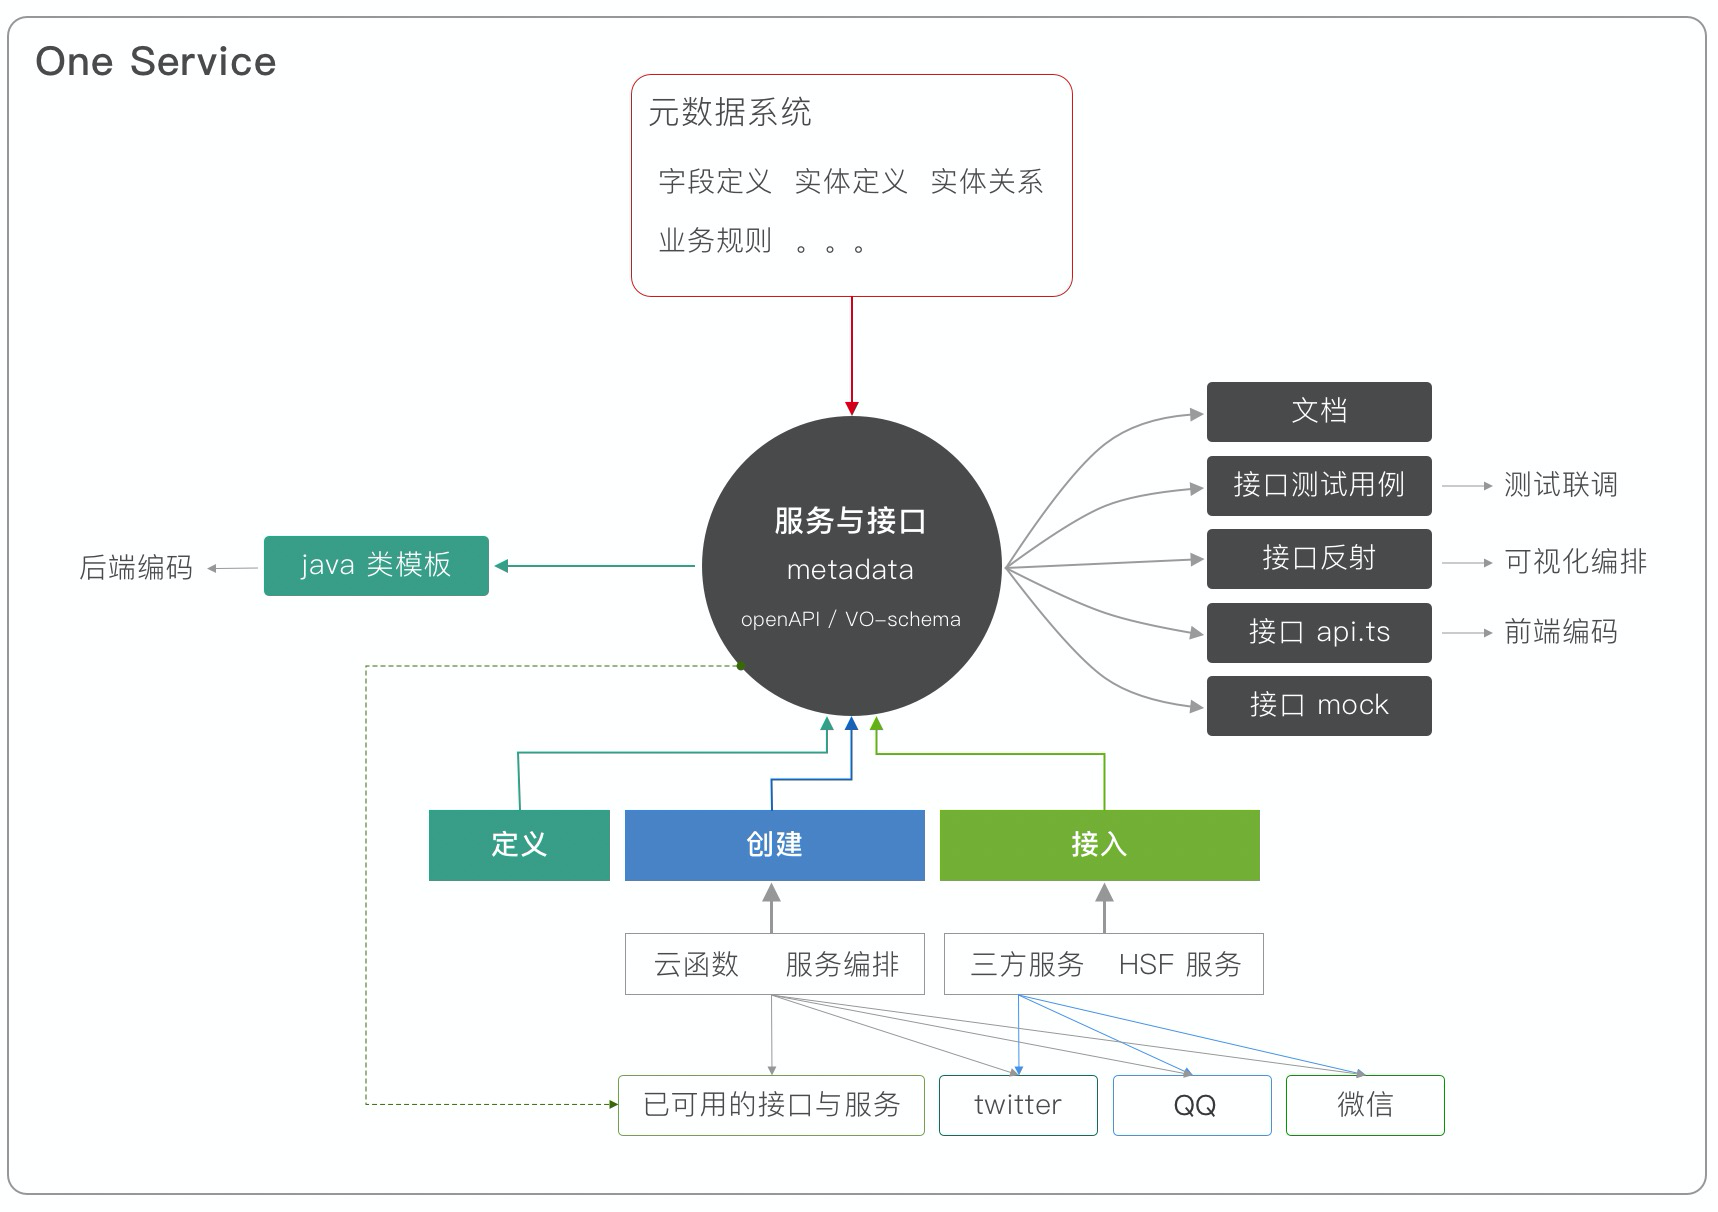 One Service
元数据系统
字段定义 实体定义 实体关系
业务规则 。。。
文档
接口测试用例
测试联调
服务与接口
metadata
openAPI / VO-schema
后端编码
java 类模板
接口反射
可视化编排
接口 api.ts
前端编码
接口 mock
定义
创建
接入
云函数 服务编排
三方服务 HSF 服务
已可用的接口与服务
twitter
QQ
微信